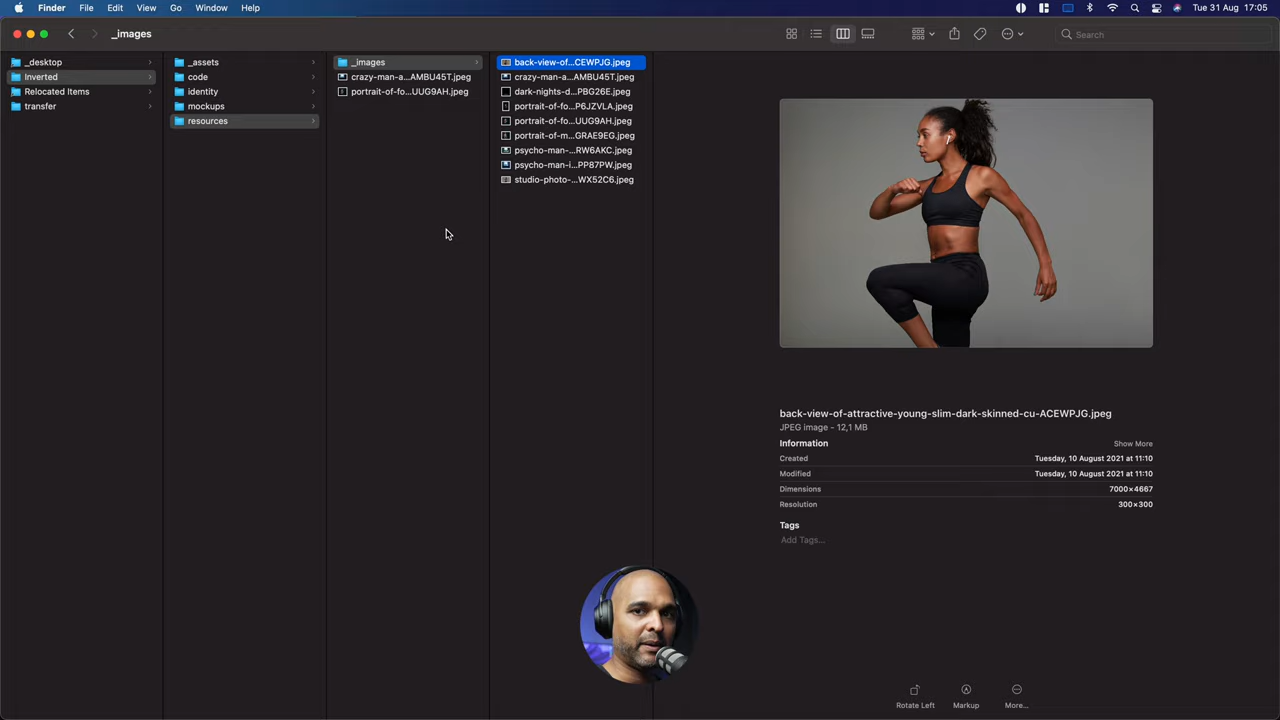 Finder File Edit View Go Window Help Tue 31 Aug 17:05
_images Search
_desktop
Inverted
Relocated Items
transfer
_assets
code
identity
mockups
resources
_images
crazy-man-a...AMBU45T.jpeg
portrait-of-fo...UUG9AH.jpeg
back-view-of...CEWPJG.jpeg
crazy-man-a...AMBU45T.jpeg
dark-nights-d...PBG26E.jpeg
portrait-of-fo...P6JZVLA.jpeg
portrait-of-fo...UUG9AH.jpeg
portrait-of-m...GRAE9EG.jpeg
psycho-man-...RW6AKC.jpeg
psycho-man-i...PP87PW.jpeg
studio-photo-...WX52C6.jpeg
back-view-of-attractive-young-slim-dark-skinned-cu-ACEWPJG.jpeg
JPEG image - 12,1 MB
Information Show More
Created Tuesday, 10 August 2021 at 11:10
Modified Tuesday, 10 August 2021 at 11:10
Dimensions 7000×4667
Resolution 300×300
Tags
Add Tags...
Rotate Left Markup More...